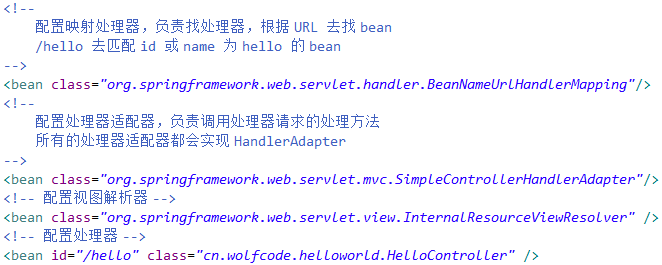 <!--
配置映射处理器，负责找处理器，根据 URL 去找 bean
/hello 去匹配 id 或 name 为 hello 的 bean
-->
<bean class="org.springframework.web.servlet.handler.BeanNameUrlHandlerMapping"/>
<!--
配置处理器适配器，负责调用处理器请求的处理方法
所有的处理器适配器都会实现 HandlerAdapter
-->
<bean class="org.springframework.web.servlet.mvc.SimpleControllerHandlerAdapter"/>
<!-- 配置视图解析器 -->
<bean class="org.springframework.web.servlet.view.InternalResourceViewResolver" />
<!-- 配置处理器 -->
<bean id="/hello" class="cn.wolfcode.helloworld.HelloController" />